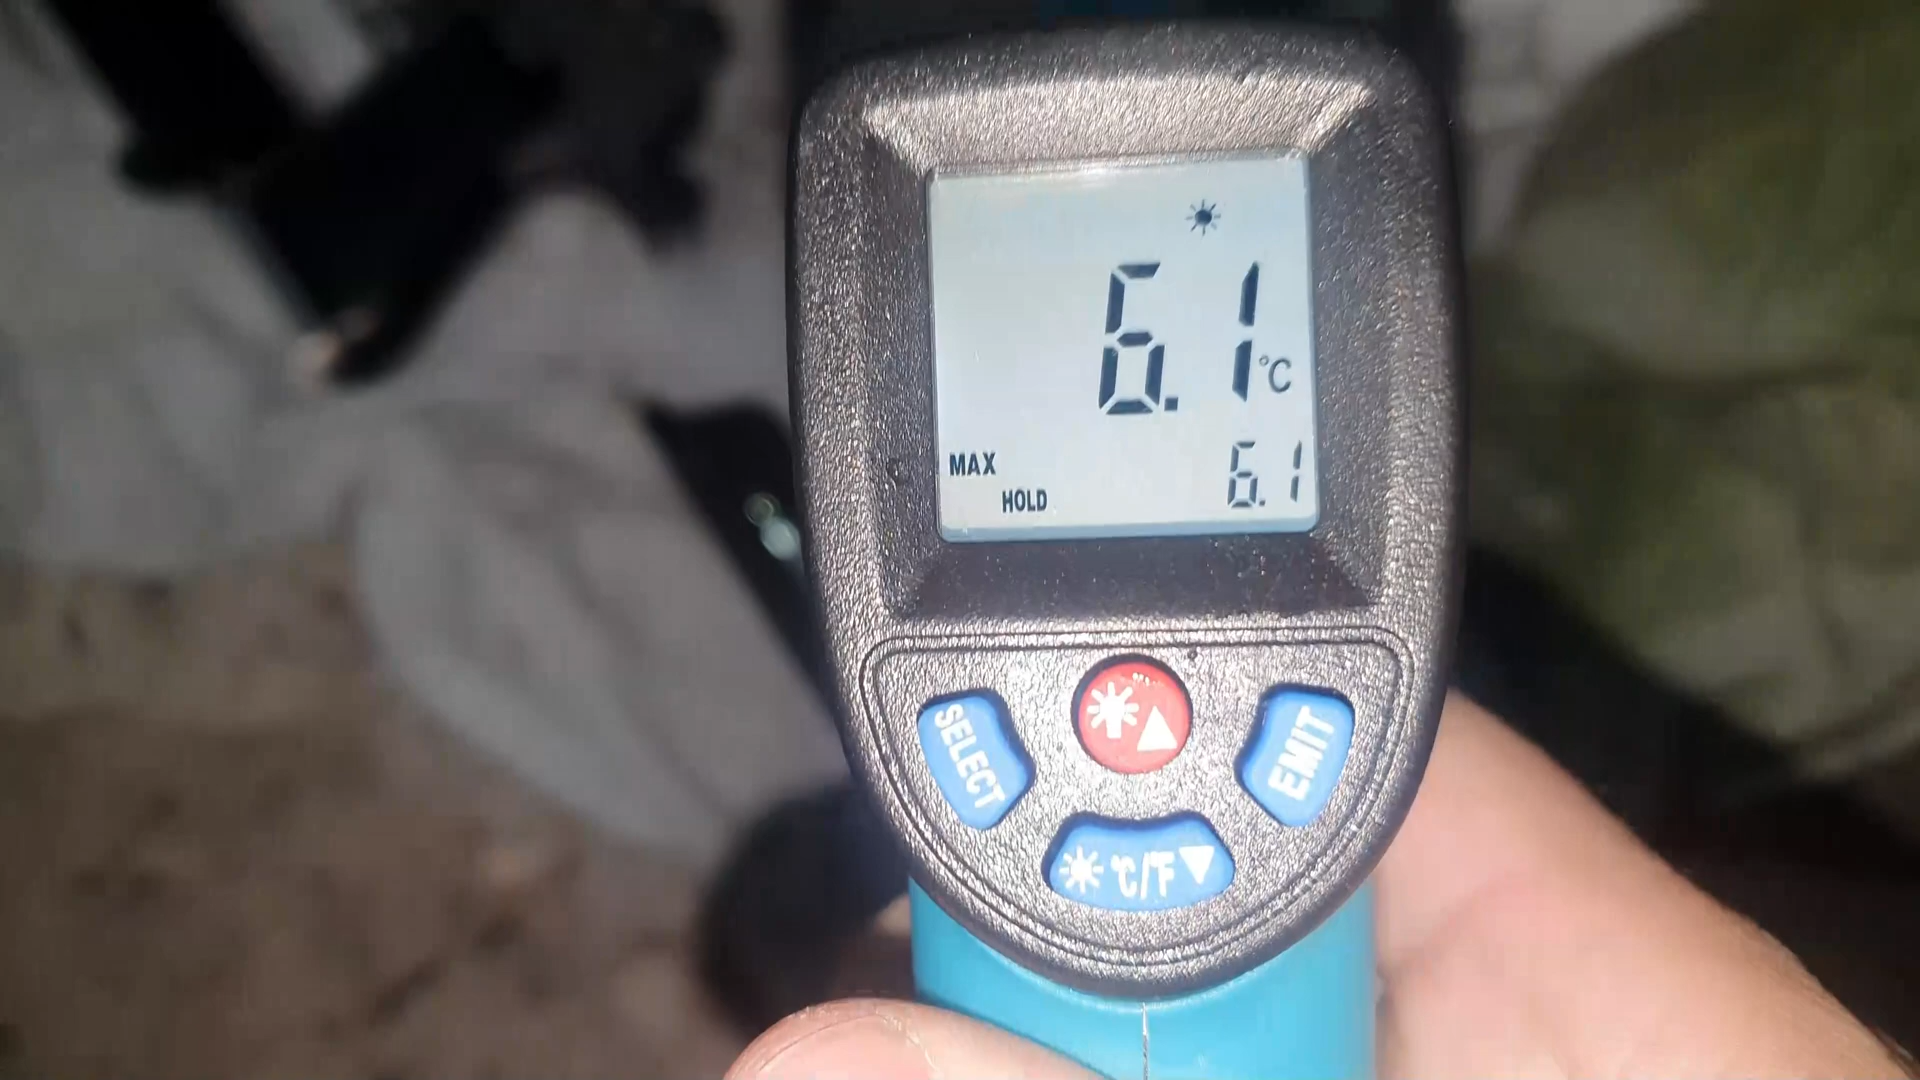 6.1 °C
MAX 6.1
HOLD
SELECT
EMIT
℃/℉